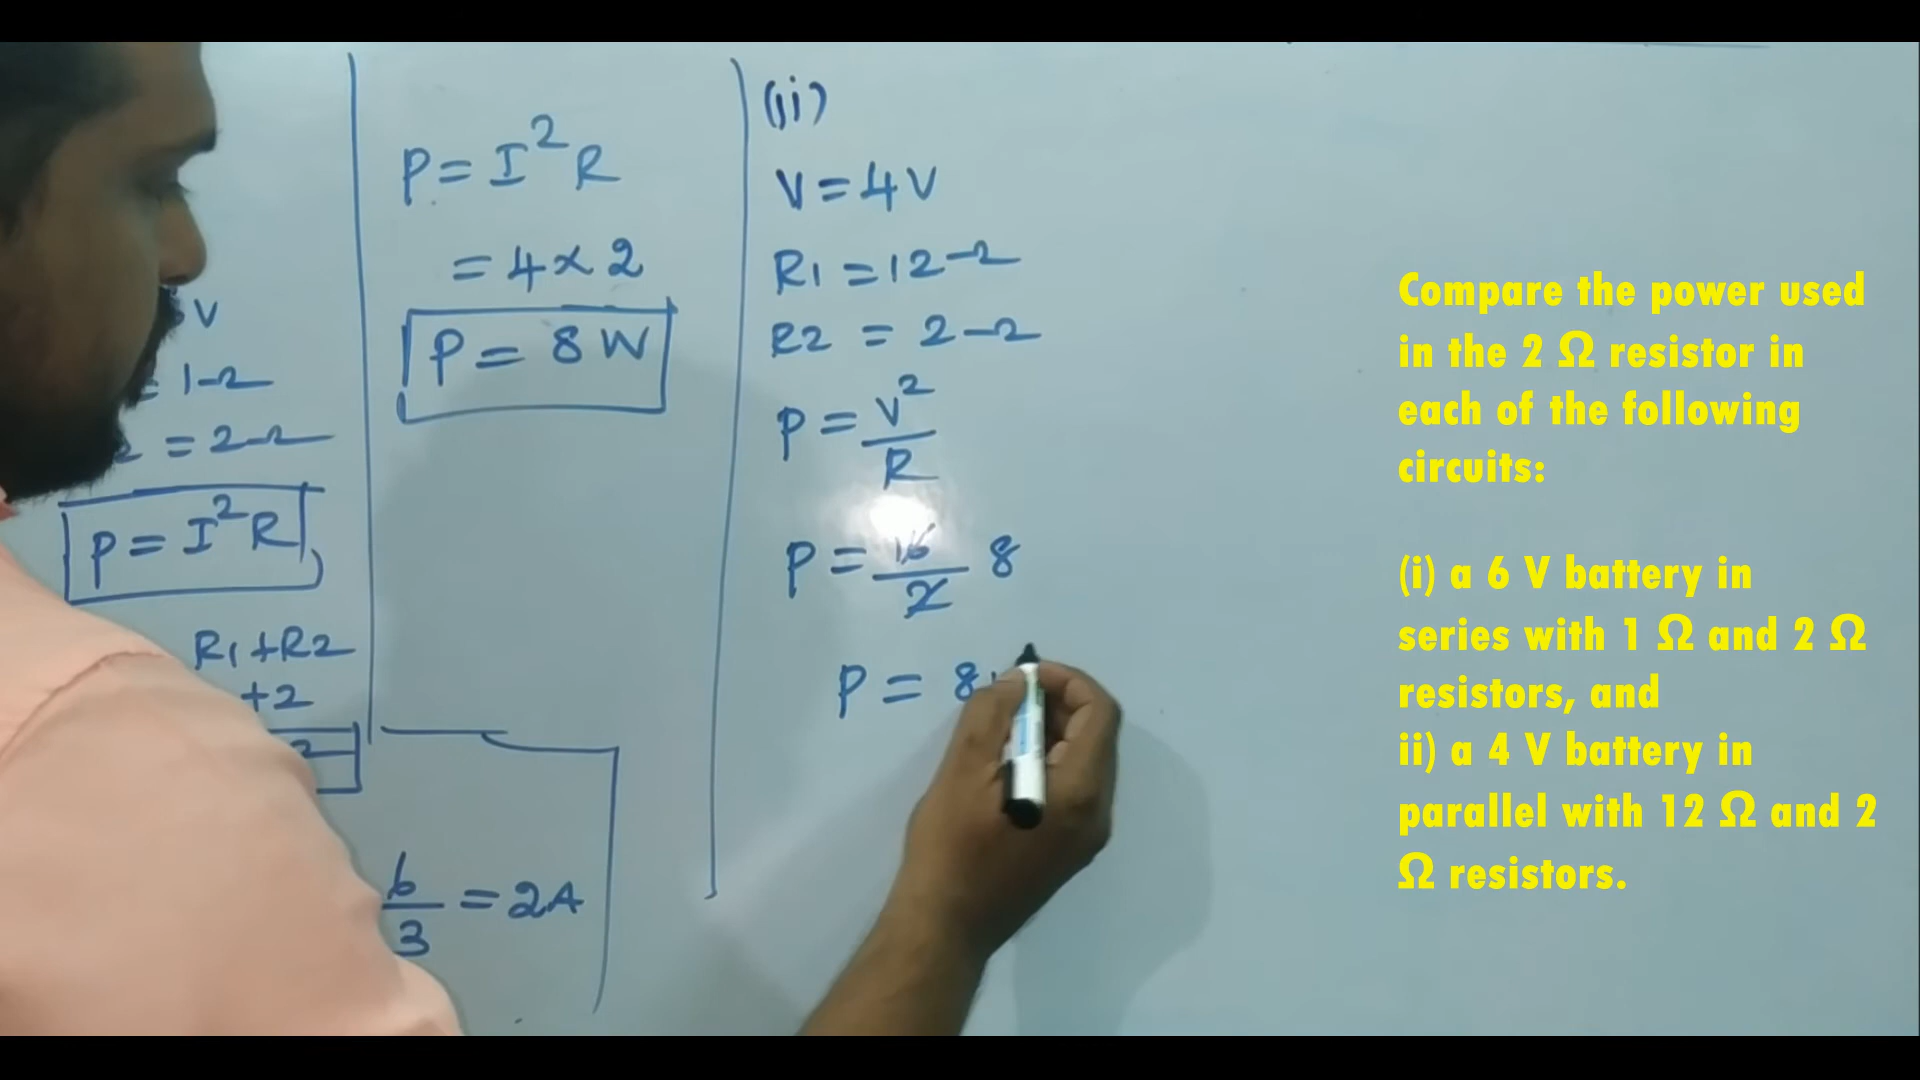 V
= 1Ω
2 = 2Ω
P = I²R
R1+R2
+2
6/3 = 2A
P = I²R
= 4 x 2
P = 8 W
(ii)
V = 4V
R1 = 12Ω
R2 = 2Ω
P = V²/R
P = 16/2 8
P = 8
Compare the power used
in the 2 Ω resistor in
each of the following
circuits:
(i) a 6 V battery in
series with 1 Ω and 2 Ω
resistors, and
ii) a 4 V battery in
parallel with 12 Ω and 2
Ω resistors.